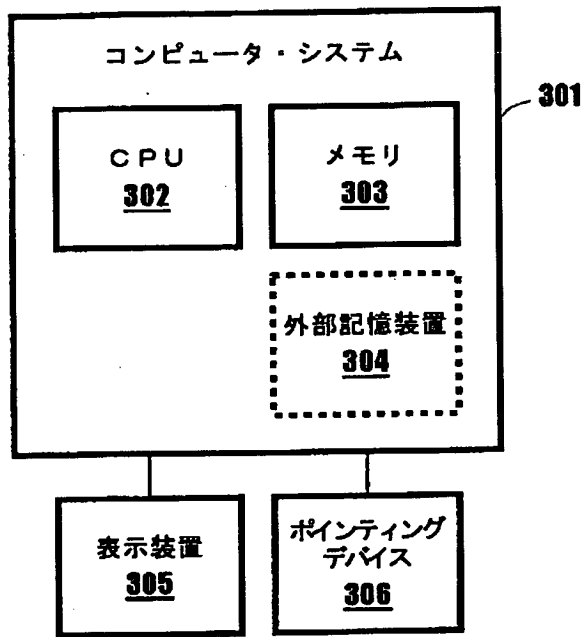 コンピュータ・システム
301
CPU
302
メモリ
303
外部記憶装置
304
表示装置
305
ポインティング
デバイス
306